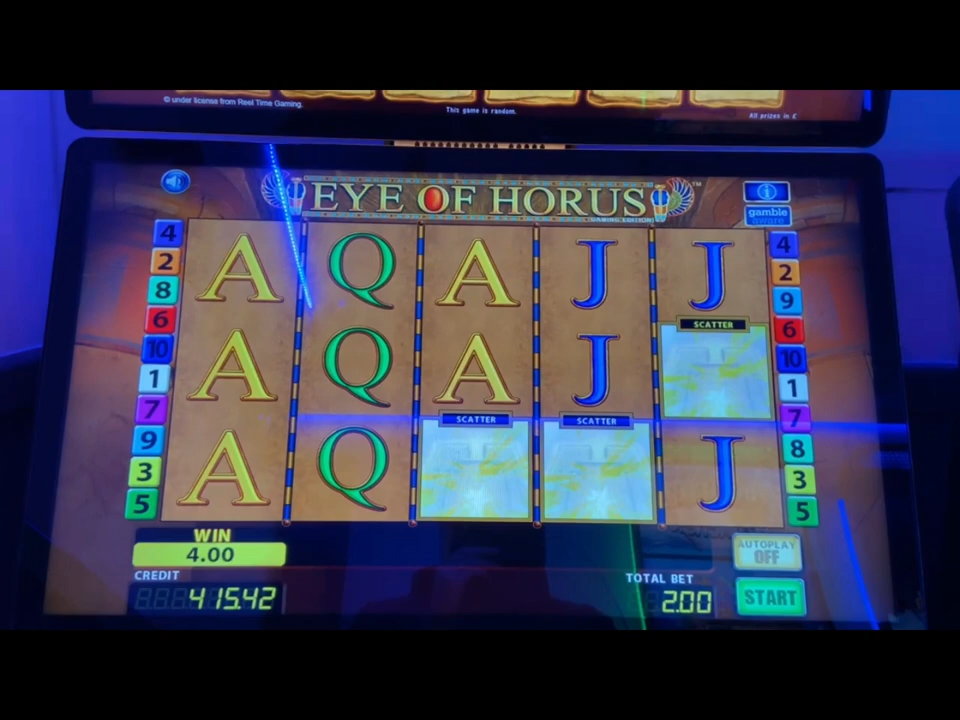 © under license from Reel Time Gaming.
This game is random.
All prizes in £
EYE OF HORUS™
GAMING EDITION
gamble
aware
4 A Q A J J 4
2 2
8 SCATTER 9
6 6
10 A Q A J 10
1 1
7 SCATTER SCATTER 7
9 8
3 A Q J 3
5 5
WIN
4.00
AUTOPLAY
OFF
CREDIT
415.42
TOTAL BET
2.00
START